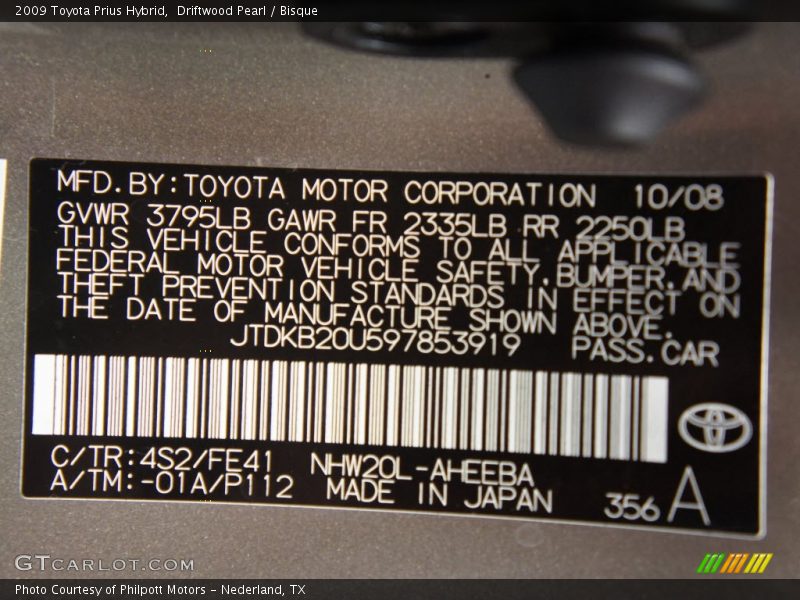 2009 Toyota Prius Hybrid,  Driftwood Pearl / Bisque
MFD.BY:TOYOTA MOTOR CORPORATION 10/08
GVWR 3795LB GAWR FR 2335LB RR 2250LB
THIS VEHICLE CONFORMS TO ALL APPLICABLE
FEDERAL MOTOR VEHICLE SAFETY,BUMPER,AND
THEFT PREVENTION STANDARDS IN EFFECT ON
THE DATE OF MANUFACTURE SHOWN ABOVE.
JTDKB20U597853919 PASS.CAR
C/TR:4S2/FE41 NHW20L-AHEEBA
A/TM:-01A/P112 MADE IN JAPAN 356 A
GTCARLOT.COM
Photo Courtesy of Philpott Motors - Nederland, TX